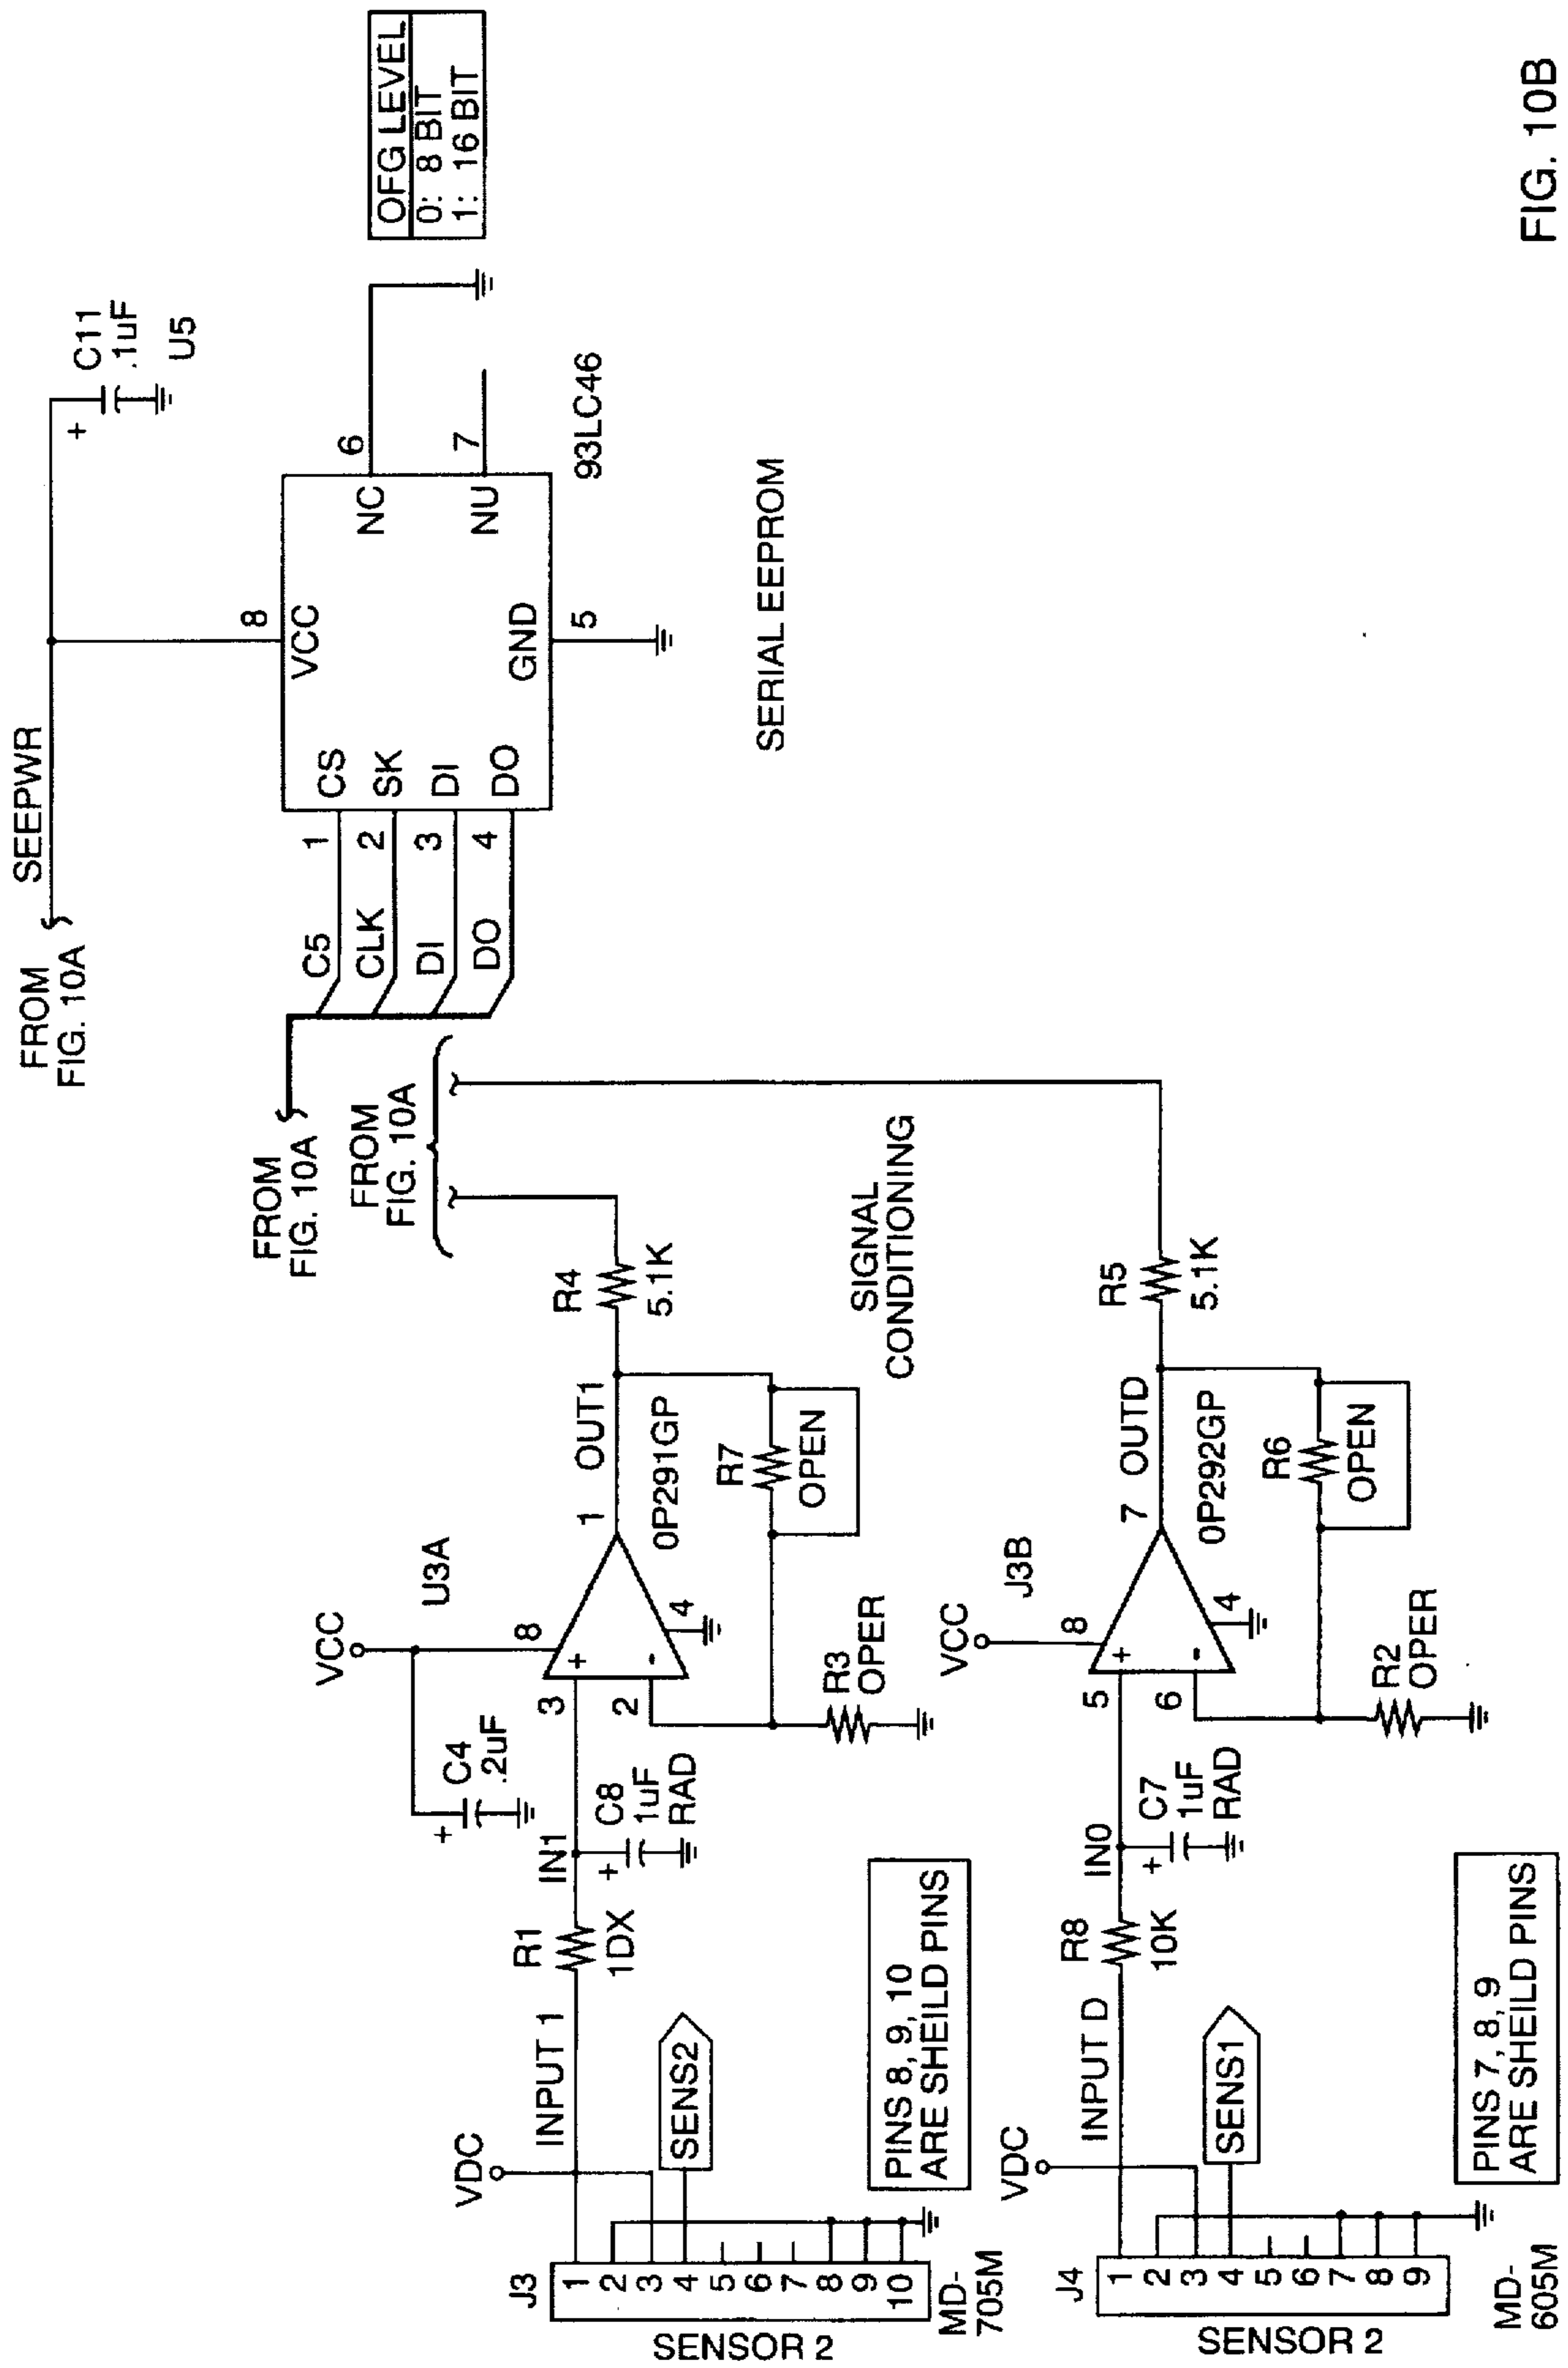 FROM
FIG. 10A
SEEPWR
+
C11
.1uF
U5
8
VCC
FROM
FIG. 10A
C5
1
CS
CLK
2
SK
DI
3
DI
DO
4
DO
NC
6
NU
7
GND
5
93LC46
OFG LEVEL
0: 8 BIT
1: 16 BIT
SERIAL EEPROM
FROM
FIG. 10A
VCC
+
C4
.2uF
U3A
8
J3
1
2
3
4
5
6
7
8
9
10
MD-
705M
SENSOR 2
VDC
INPUT 1
SENS2
R1
1DX
IN1
+
C8
1uF
RAD
3
+
2
-
4
1
OUT1
0P291GP
R4
5.1K
R7
OPEN
R3
OPER
PINS 8, 9, 10
ARE SHEILD PINS
SIGNAL
CONDITIONING
VCC
8
J3B
J4
1
2
3
4
5
6
7
8
9
MD-
605M
SENSOR 2
VDC
INPUT D
SENS1
R8
10K
IN0
+
C7
1uF
RAD
5
+
6
-
4
7
OUTD
0P292GP
R5
5.1K
R6
OPEN
R2
OPER
PINS 7, 8, 9
ARE SHEILD PINS
FIG. 10B